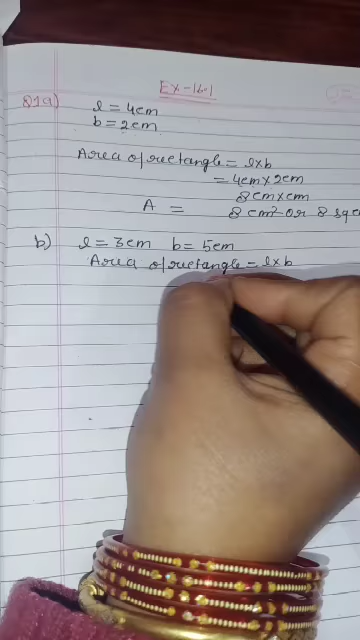 Ex-16.1
Q1a) l = 4cm
b = 2cm
Area of rectangle = l×b
= 4cm×2cm
8cm×cm
A = 8cm² or 8 sq
b) l = 3cm b = 5cm
Area of rectangle = l×b